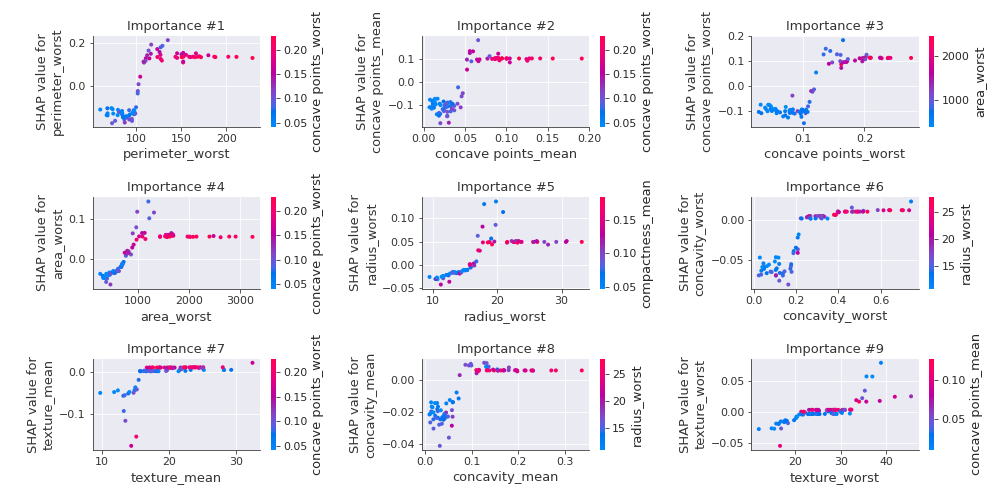 Importance #1
SHAP value for
perimeter_worst
0.2
0.0
100
150
200
perimeter_worst
0.20
0.15
0.10
0.05
concave points_worst
Importance #2
SHAP value for
concave points_mean
0.1
0.0
−0.1
0.00
0.05
0.10
0.15
0.20
concave points_mean
0.20
0.15
0.10
0.05
concave points_worst
Importance #3
SHAP value for
concave points_worst
0.2
0.1
0.0
−0.1
0.1
0.2
concave points_worst
2000
1000
area_worst
Importance #4
SHAP value for
area_worst
0.1
0.0
1000
2000
3000
area_worst
0.20
0.15
0.10
0.05
concave points_worst
Importance #5
SHAP value for
radius_worst
0.10
0.05
0.00
−0.05
10
20
30
radius_worst
0.15
0.10
0.05
compactness_mean
Importance #6
SHAP value for
concavity_worst
0.00
−0.05
0.0
0.2
0.4
0.6
concavity_worst
25
20
15
radius_worst
Importance #7
SHAP value for
texture_mean
0.0
−0.1
10
20
30
texture_mean
0.20
0.15
0.10
0.05
concave points_worst
Importance #8
SHAP value for
concavity_mean
0.00
−0.02
−0.04
0.0
0.1
0.2
0.3
concavity_mean
25
20
15
radius_worst
Importance #9
SHAP value for
texture_worst
0.05
0.00
−0.05
20
30
40
texture_worst
0.10
0.05
concave points_mean